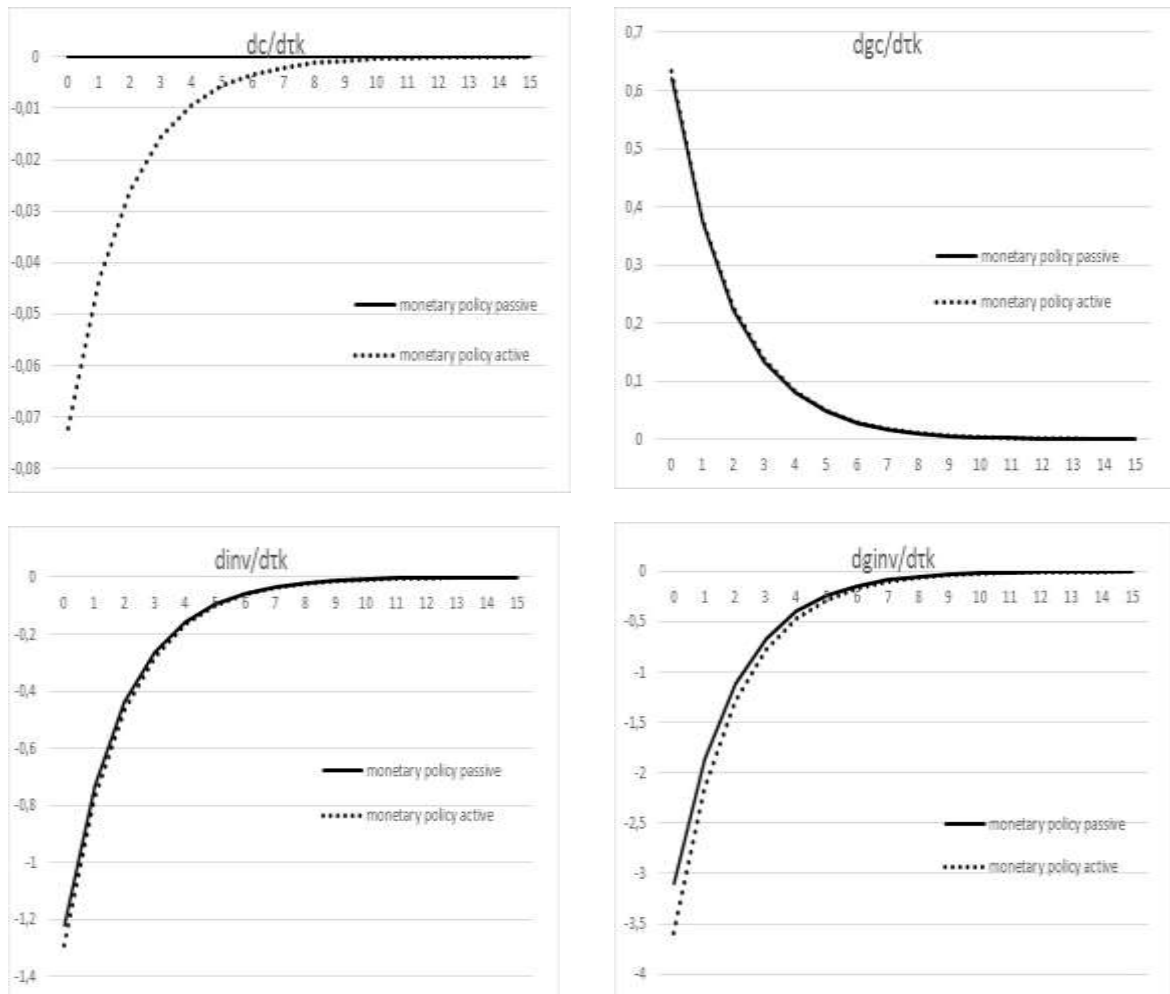 dc/dτk
0
0 1 2 3 4 5 6 7 8 9 10 11 12 13 14 15
-0,01
-0,02
-0,03
-0,04
-0,05
monetary policy passive
-0,06
monetary policy active
-0,07
-0,08
dgc/dτk
0,7
0,6
0,5
0,4
0,3
monetary policy passive
monetary policy active
0,2
0,1
0
0 1 2 3 4 5 6 7 8 9 10 11 12 13 14 15
dinv/dτk
0
0 1 2 3 4 5 6 7 8 9 10 11 12 13 14 15
-0,2
-0,4
-0,6
monetary policy passive
-0,8
monetary policy active
-1
-1,2
-1,4
dginv/dτk
0
0 1 2 3 4 5 6 7 8 9 10 11 12 13 14 15
-0,5
-1
-1,5
-2
-2,5
monetary policy passive
monetary policy active
-3
-3,5
-4